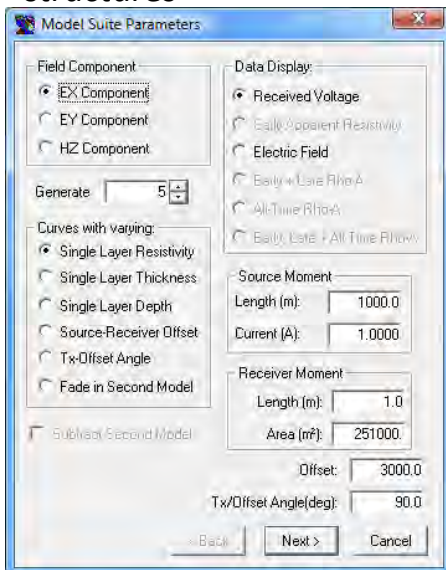 Structures
Model Suite Parameters
Field Component
EX Component
EY Component
HZ Component
Generate 5
Curves with varying:
Single Layer Resistivity
Single Layer Thickness
Single Layer Depth
Source-Receiver Offset
Tx-Offset Angle
Fade in Second Model
Subtract Second Model
Data Display:
Received Voltage
Early Apparent Resistivity
Electric Field
Early + Late Rho-A
All-Time Rho-A
Early, Late + All Time Rho-A
Source Moment
Length (m): 1000.0
Current (A): 1.0000
Receiver Moment
Length (m): 1.0
Area (m²): 251000.
Offset: 3000.0
Tx/Offset Angle(deg): 90.0
< Back
Next >
Cancel